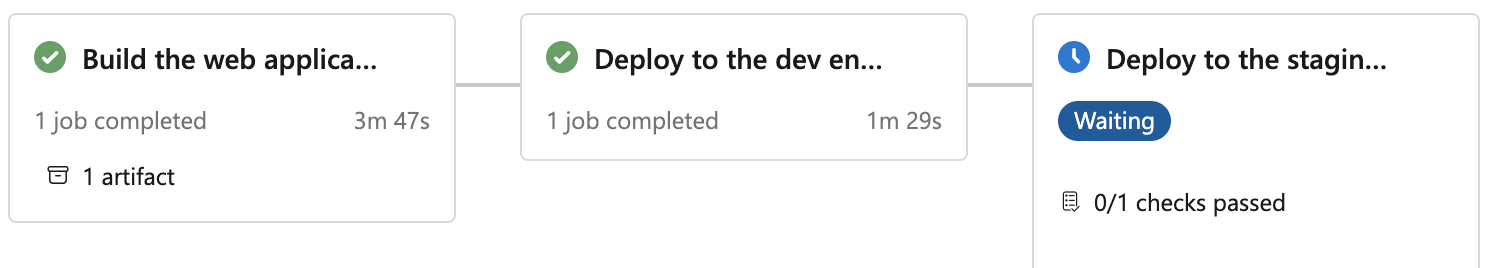 Build the web applica...
1 job completed 3m 47s
1 artifact
Deploy to the dev en...
1 job completed 1m 29s
Deploy to the stagin...
Waiting
0/1 checks passed